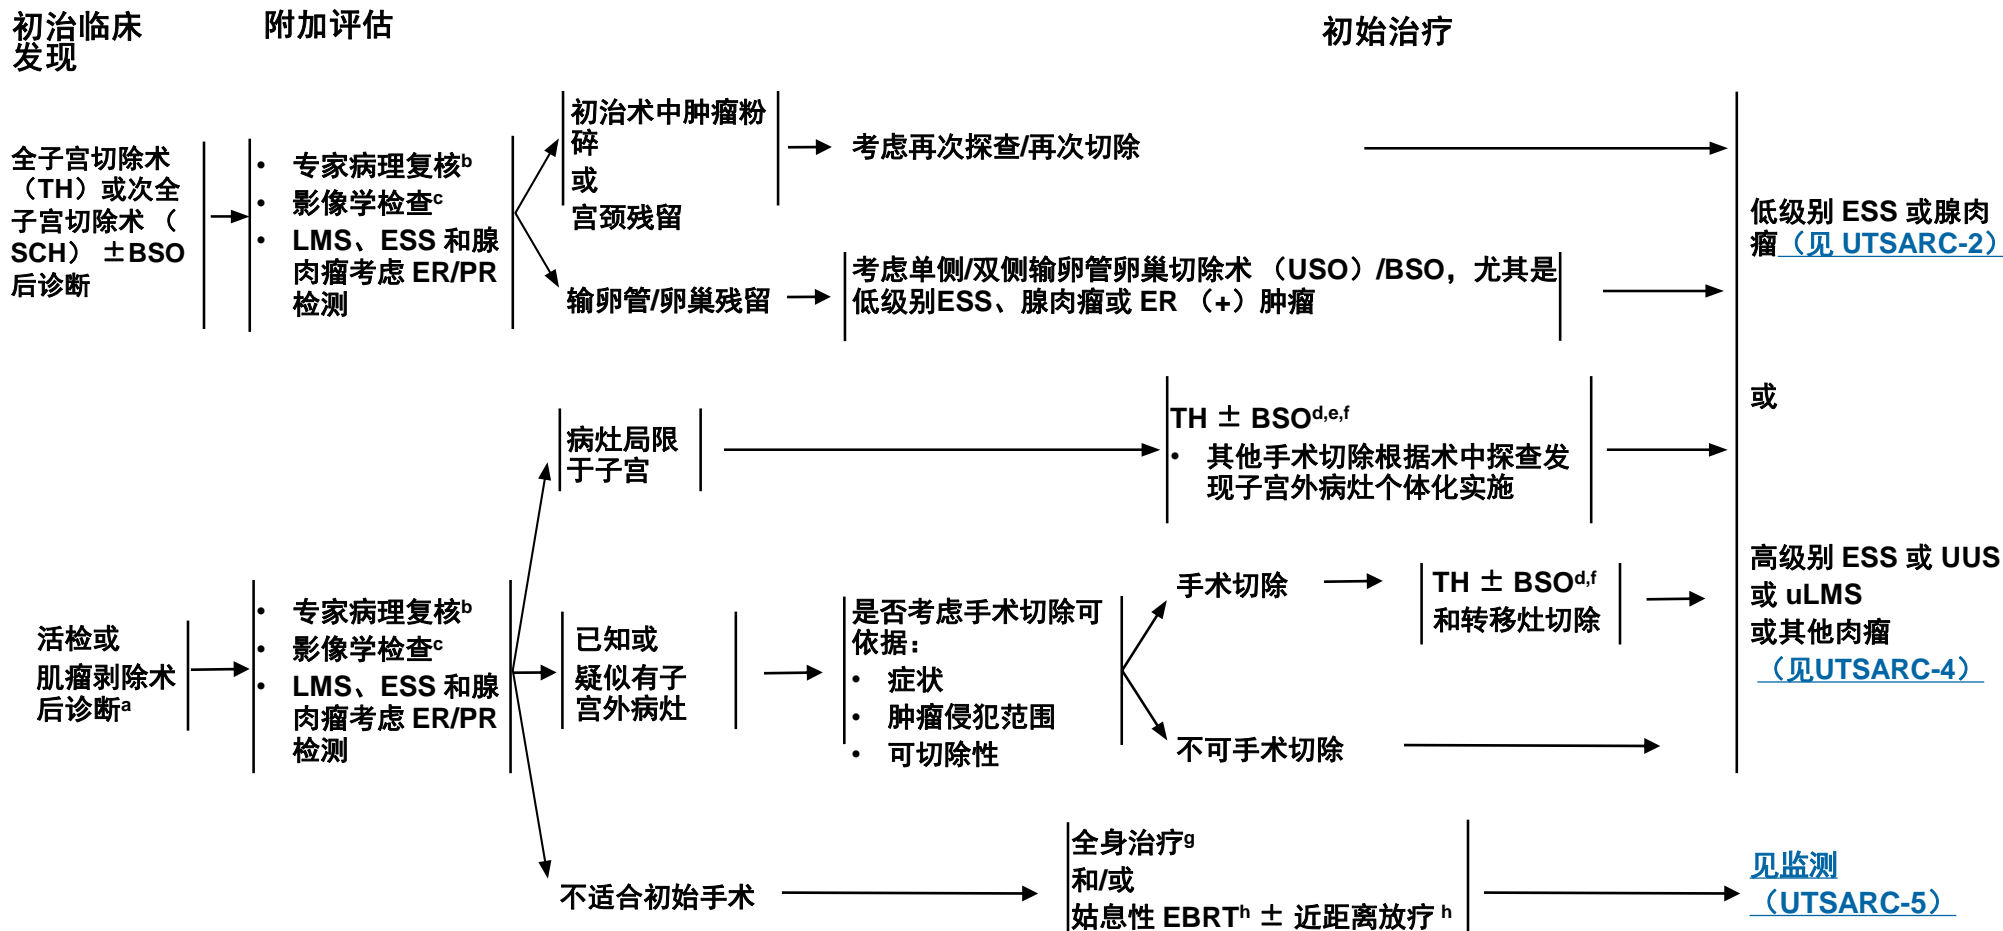 初治临床
发现
附加评估
初始治疗
全子宫切除术
（TH）或次全
子宫切除术 （
SCH） ±BSO
后诊断
• 专家病理复核b
• 影像学检查c
• LMS、ESS 和腺
肉瘤考虑 ER/PR
检测
初治术中肿瘤粉
碎
或
宫颈残留
考虑再次探查/再次切除
输卵管/卵巢残留
考虑单侧/双侧输卵管卵巢切除术 （USO）/BSO，尤其是
低级别ESS、腺肉瘤或 ER （+）肿瘤
低级别 ESS 或腺肉
瘤（见 UTSARC-2）
或
高级别 ESS 或 UUS
或 uLMS
或其他肉瘤
（见UTSARC-4）
活检或
肌瘤剥除术
后诊断a
• 专家病理复核b
• 影像学检查c
• LMS、ESS 和腺
肉瘤考虑 ER/PR
检测
病灶局限
于子宫
TH ± BSOd,e,f
• 其他手术切除根据术中探查发
现子宫外病灶个体化实施
已知或
疑似有子
宫外病灶
是否考虑手术切除可
依据：
• 症状
• 肿瘤侵犯范围
• 可切除性
手术切除
TH ± BSOd,f
和转移灶切除
不可手术切除
不适合初始手术
全身治疗g
和/或
姑息性 EBRTh ± 近距离放疗 h
见监测
（UTSARC-5）